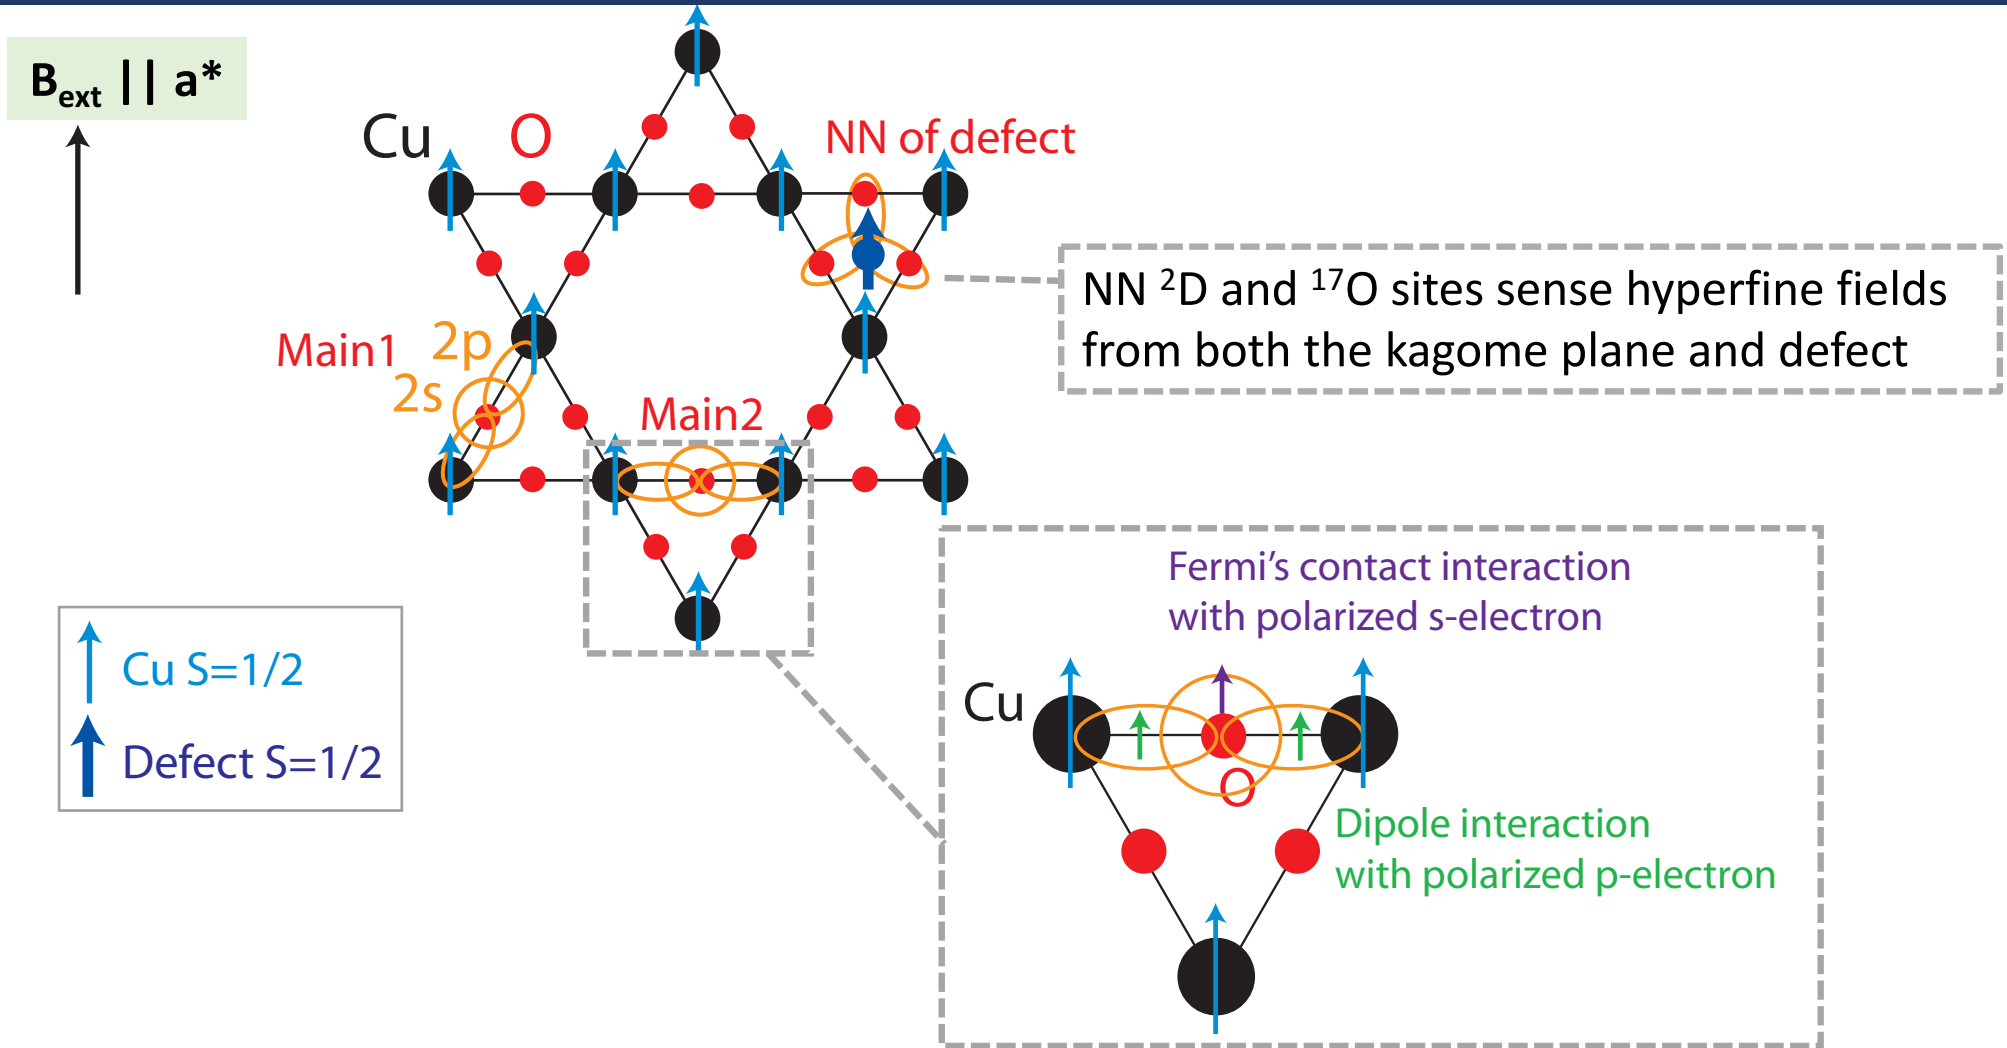 B_ext || a*
Cu
O
NN of defect
NN ²D and ¹⁷O sites sense hyperfine fields
from both the kagome plane and defect
Main1
2p
2s
Main2
Cu S=1/2
Defect S=1/2
Fermi's contact interaction
with polarized s-electron
Cu
O
Dipole interaction
with polarized p-electron